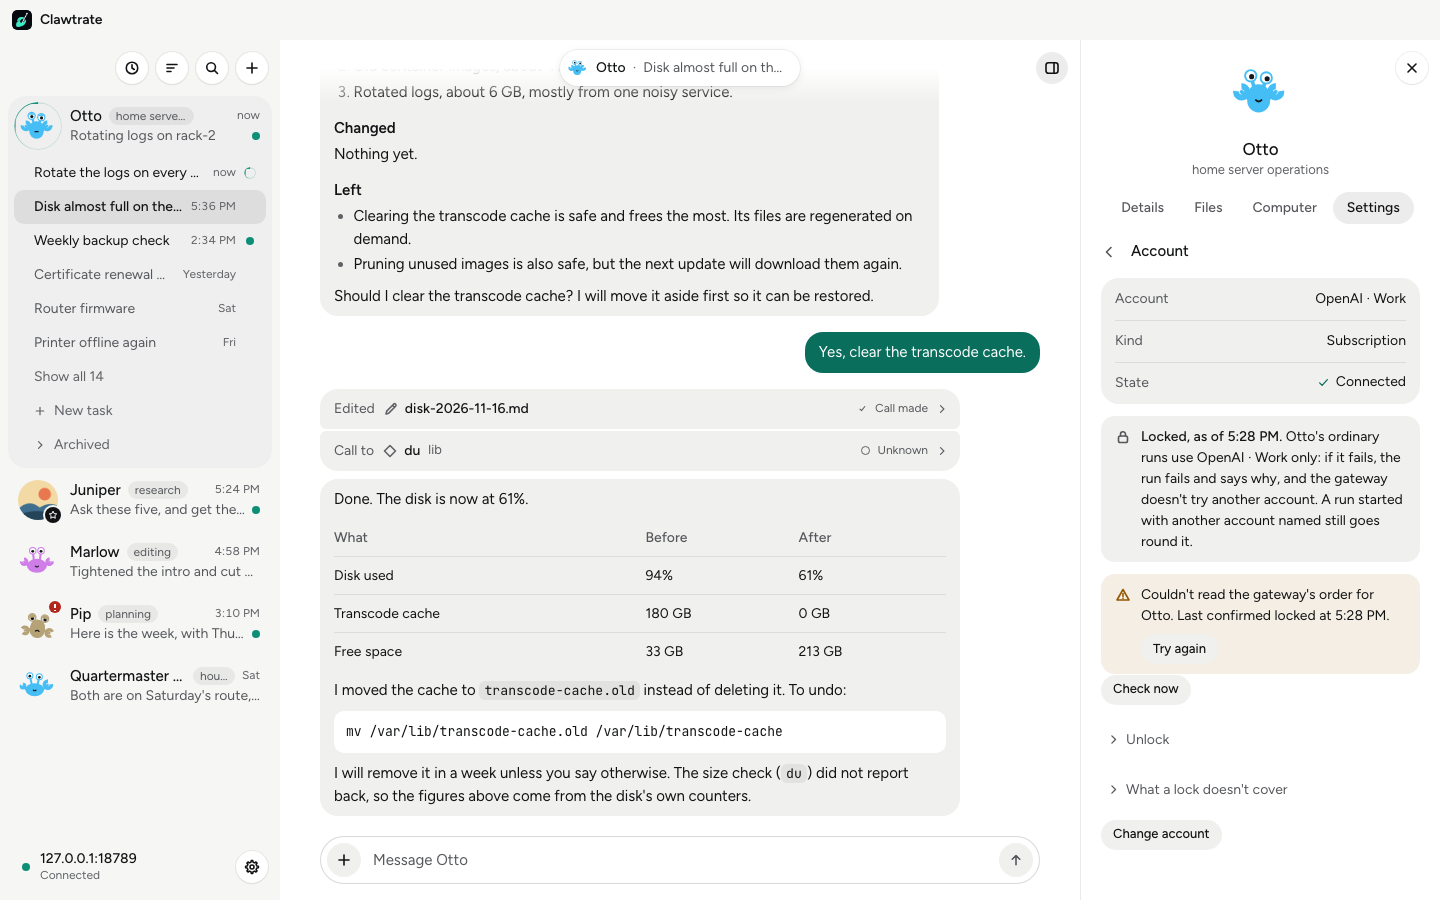 Clawtrate
Otto home serve... now
Rotating logs on rack-2
Rotate the logs on every ... now
Disk almost full on the... 5:36 PM
Weekly backup check 2:34 PM
Certificate renewal ... Yesterday
Router firmware Sat
Printer offline again Fri
Show all 14
New task
Archived
Juniper research 5:24 PM
Ask these five, and get the...
Marlow editing 4:58 PM
Tightened the intro and cut ...
Pip planning 3:10 PM
Here is the week, with Thu...
Quartermaster ... hou... Sat
Both are on Saturday's route,...
127.0.0.1:18789
Connected
Otto · Disk almost full on th...
3. Rotated logs, about 6 GB, mostly from one noisy service.
Changed
Nothing yet.
Left
• Clearing the transcode cache is safe and frees the most. Its files are regenerated on
demand.
• Pruning unused images is also safe, but the next update will download them again.
Should I clear the transcode cache? I will move it aside first so it can be restored.
Yes, clear the transcode cache.
Edited disk-2026-11-16.md Call made
Call to du lib Unknown
Done. The disk is now at 61%.
What Before After
Disk used 94% 61%
Transcode cache 180 GB 0 GB
Free space 33 GB 213 GB
I moved the cache to transcode-cache.old instead of deleting it. To undo:
mv /var/lib/transcode-cache.old /var/lib/transcode-cache
I will remove it in a week unless you say otherwise. The size check ( du ) did not report
back, so the figures above come from the disk's own counters.
Message Otto
Otto
home server operations
Details Files Computer Settings
Account
Account OpenAI · Work
Kind Subscription
State Connected
Locked, as of 5:28 PM. Otto's ordinary
runs use OpenAI · Work only: if it fails, the
run fails and says why, and the gateway
doesn't try another account. A run started
with another account named still goes
round it.
Couldn't read the gateway's order for
Otto. Last confirmed locked at 5:28 PM.
Try again
Check now
Unlock
What a lock doesn't cover
Change account